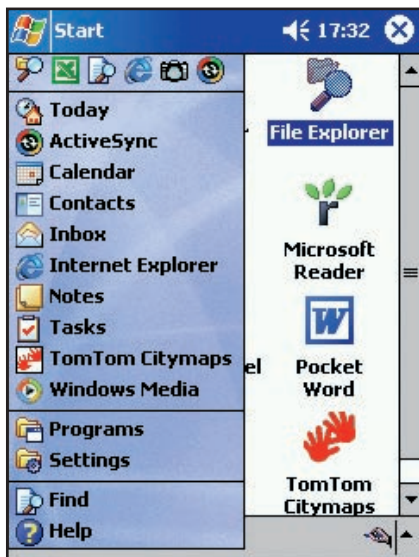 Start
17:32
Today
ActiveSync
Calendar
Contacts
Inbox
Internet Explorer
Notes
Tasks
TomTom Citymaps
Windows Media
Programs
Settings
Find
Help
File Explorer
Microsoft
Reader
el
Pocket
Word
TomTom
Citymaps